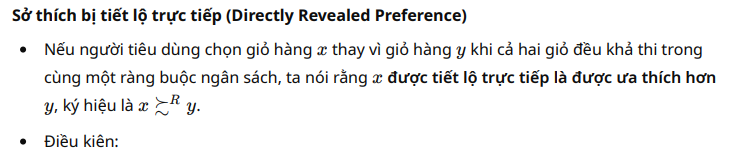 Sở thích bị tiết lộ trực tiếp (Directly Revealed Preference)
• Nếu người tiêu dùng chọn giỏ hàng x thay vì giỏ hàng y khi cả hai giỏ đều khả thi trong
cùng một ràng buộc ngân sách, ta nói rằng x được tiết lộ trực tiếp là được ưa thích hơn
y, ký hiệu là x ≿ᴿ y.
• Điều kiên: